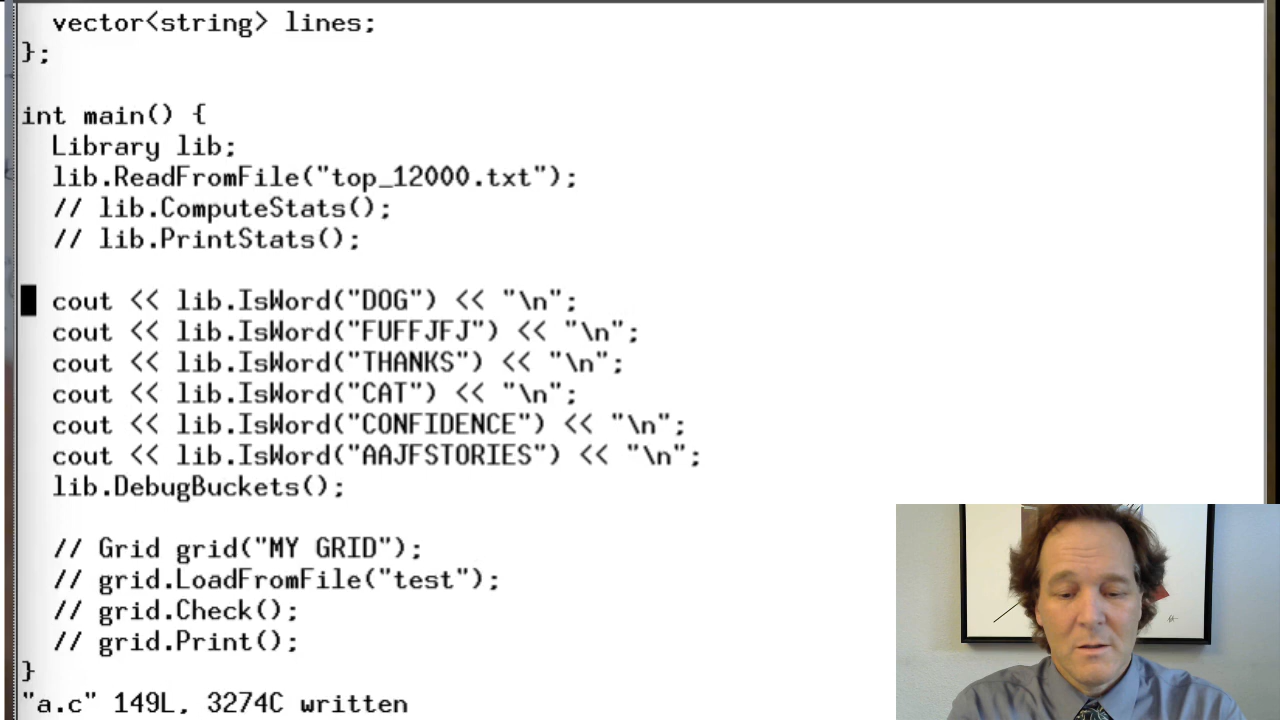 vector<string> lines;
};
int main() {
Library lib;
lib.ReadFromFile("top_12000.txt");
// lib.ComputeStats();
// lib.PrintStats();
cout << lib.IsWord("DOG") << "\n";
cout << lib.IsWord("FUFFJFJ") << "\n";
cout << lib.IsWord("THANKS") << "\n";
cout << lib.IsWord("CAT") << "\n";
cout << lib.IsWord("CONFIDENCE") << "\n";
cout << lib.IsWord("AAJFSTORIES") << "\n";
lib.DebugBuckets();
// Grid grid("MY GRID");
// grid.LoadFromFile("test");
// grid.Check();
// grid.Print();
}
"a.c" 149L, 3274C written